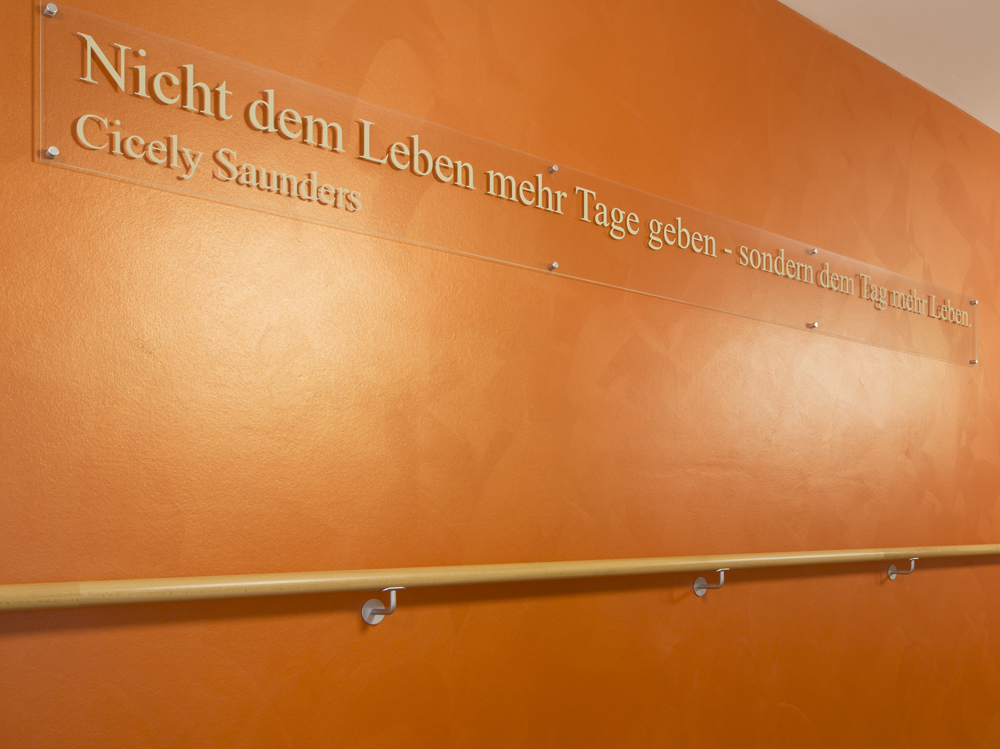 Nicht dem Leben mehr Tage geben - sondern dem Tag mehr Leben.
Cicely Saunders